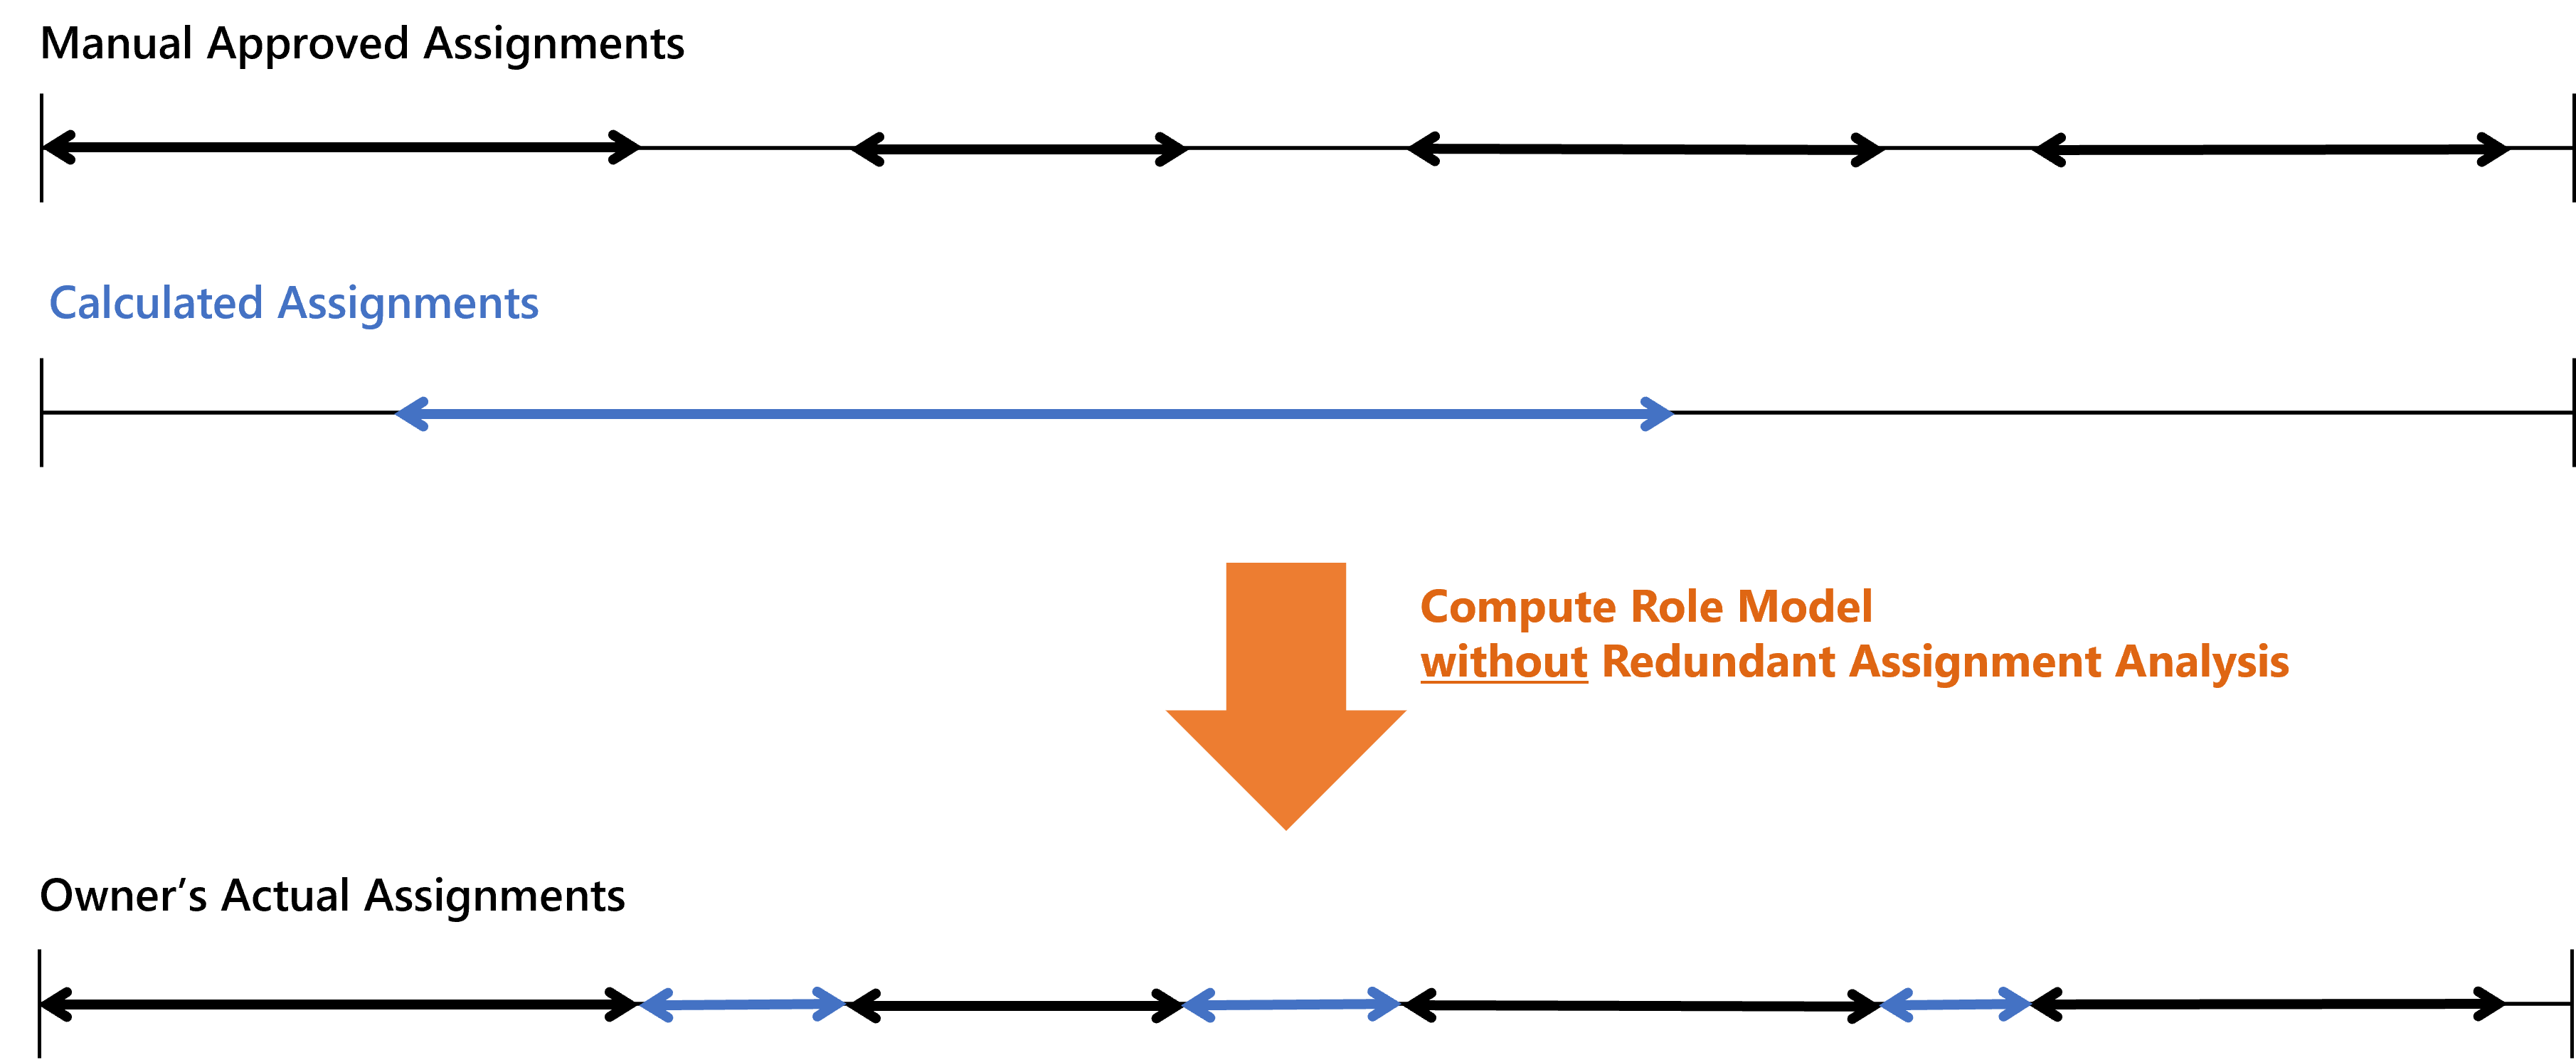 Manual Approved Assignments
Calculated Assignments
Compute Role Model
without Redundant Assignment Analysis
Owner’s Actual Assignments